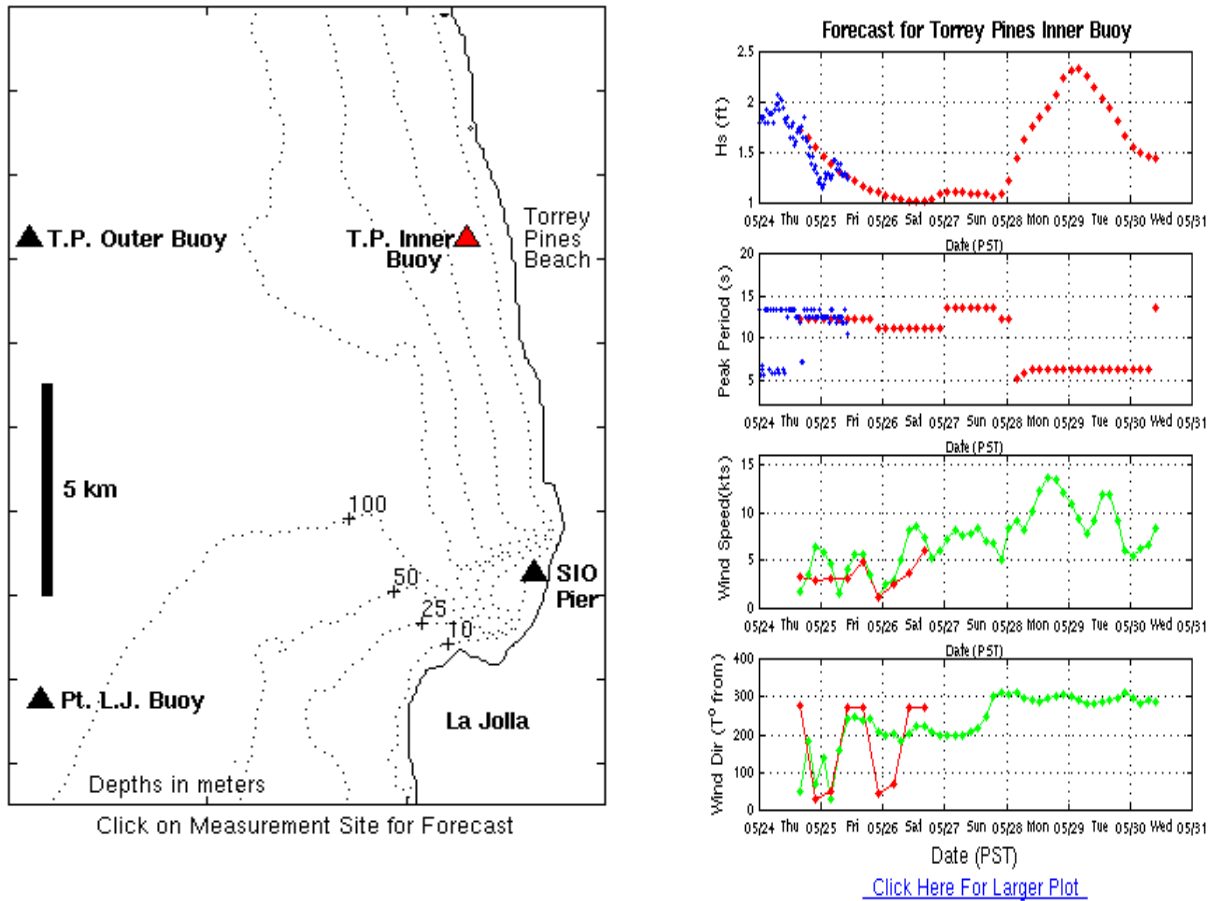 T.P. Outer Buoy
T.P. Inner
Buoy
Torrey
Pines
Beach
5 km
100
50
25
10
SIO
Pier
Pt. L.J. Buoy
La Jolla
Depths in meters
Click on Measurement Site for Forecast
Forecast for Torrey Pines Inner Buoy
2.5
2
1.5
1
Hs (ft)
05/24 Thu 05/25 Fri 05/26 Sat 05/27 Sun 05/28 Mon 05/29 Tue 05/30 Wed 05/31
Date (PST)
20
15
10
5
Peak Period (s)
05/24 Thu 05/25 Fri 05/26 Sat 05/27 Sun 05/28 Mon 05/29 Tue 05/30 Wed 05/31
Date (PST)
15
10
5
0
Wind Speed(kts)
05/24 Thu 05/25 Fri 05/26 Sat 05/27 Sun 05/28 Mon 05/29 Tue 05/30 Wed 05/31
Date (PST)
400
300
200
100
0
Wind Dir (T° from)
05/24 Thu 05/25 Fri 05/26 Sat 05/27 Sun 05/28 Mon 05/29 Tue 05/30 Wed 05/31
Date (PST)
Click Here For Larger Plot